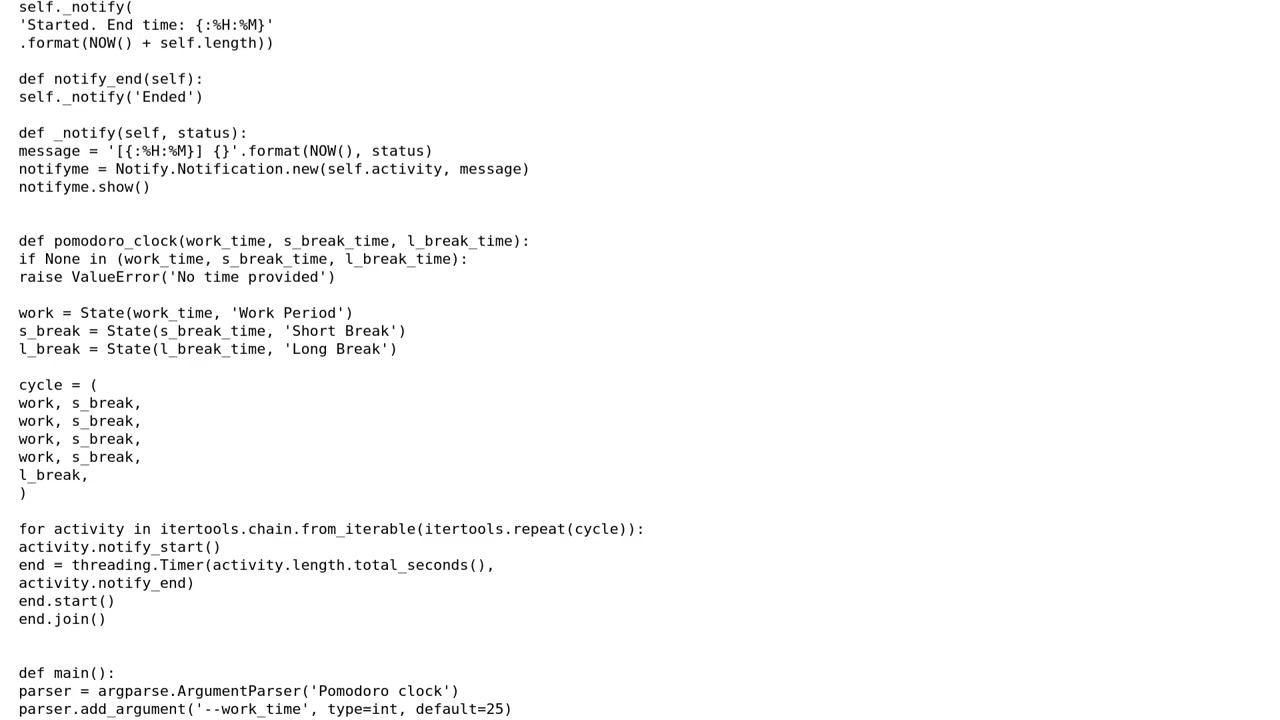 self._notify(
'Started. End time: {:%H:%M}'
.format(NOW() + self.length))

def notify_end(self):
self._notify('Ended')

def _notify(self, status):
message = '[{:%H:%M}] {}'.format(NOW(), status)
notifyme = Notify.Notification.new(self.activity, message)
notifyme.show()


def pomodoro_clock(work_time, s_break_time, l_break_time):
if None in (work_time, s_break_time, l_break_time):
raise ValueError('No time provided')

work = State(work_time, 'Work Period')
s_break = State(s_break_time, 'Short Break')
l_break = State(l_break_time, 'Long Break')

cycle = (
work, s_break,
work, s_break,
work, s_break,
work, s_break,
l_break,
)

for activity in itertools.chain.from_iterable(itertools.repeat(cycle)):
activity.notify_start()
end = threading.Timer(activity.length.total_seconds(),
activity.notify_end)
end.start()
end.join()


def main():
parser = argparse.ArgumentParser('Pomodoro clock')
parser.add_argument('--work_time', type=int, default=25)